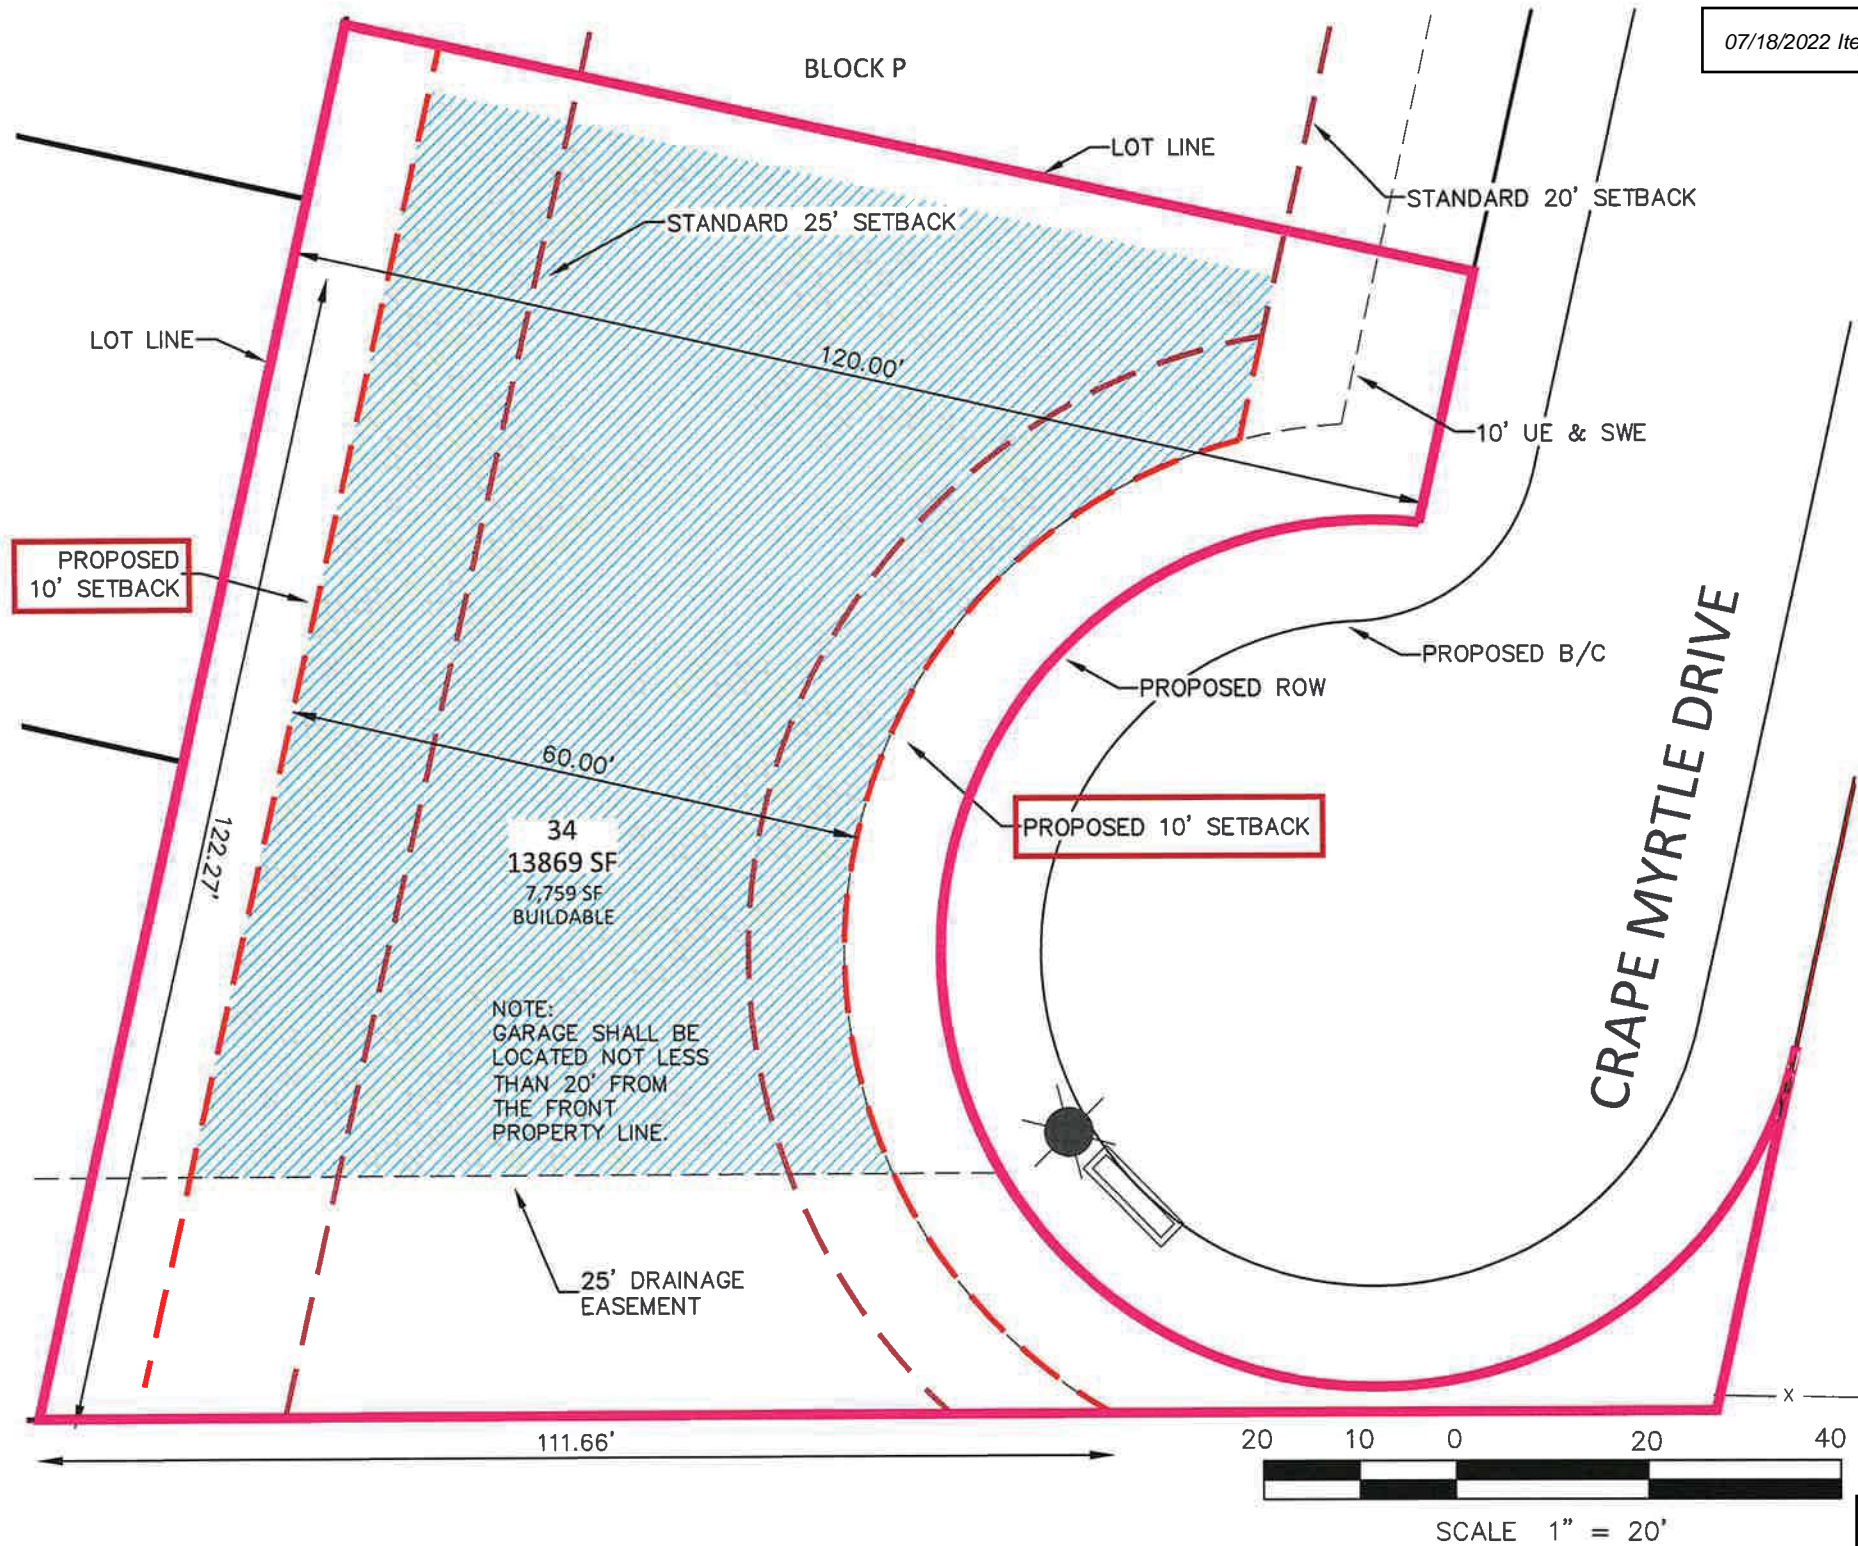 07/18/2022 Ite
BLOCK P
LOT LINE
STANDARD 20' SETBACK
STANDARD 25' SETBACK
LOT LINE
120.00'
10' UE & SWE
PROPOSED
10' SETBACK
PROPOSED B/C
PROPOSED ROW
CRAPE MYRTLE DRIVE
60.00'
PROPOSED 10' SETBACK
122.27'
34
13869 SF
7,759 SF
BUILDABLE
NOTE:
GARAGE SHALL BE
LOCATED NOT LESS
THAN 20' FROM
THE FRONT
PROPERTY LINE.
25' DRAINAGE
EASEMENT
X
111.66'
20 10 0 20 40
SCALE 1" = 20'